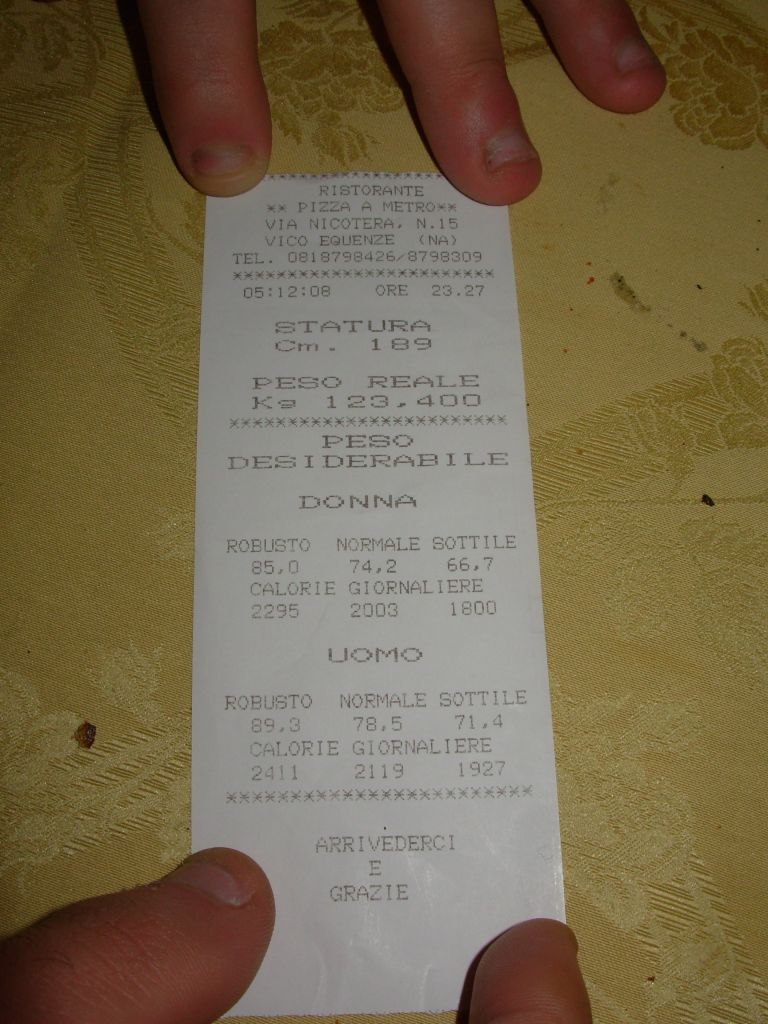 ************************
RISTORANTE
** PIZZA A METRO**
VIA NICOTERA, N.15
VICO EQUENZE (NA)
TEL. 0818798426/8798309
************************
05:12:08 ORE 23.27
STATURA
Cm. 189
PESO REALE
Kg 123,400
************************
PESO
DESIDERABILE
DONNA
ROBUSTO NORMALE SOTTILE
85,0 74,2 66,7
CALORIE GIORNALIERE
2295 2003 1800
UOMO
ROBUSTO NORMALE SOTTILE
89,3 78,5 71,4
CALORIE GIORNALIERE
2411 2119 1927
************************
ARRIVEDERCI
E
GRAZIE